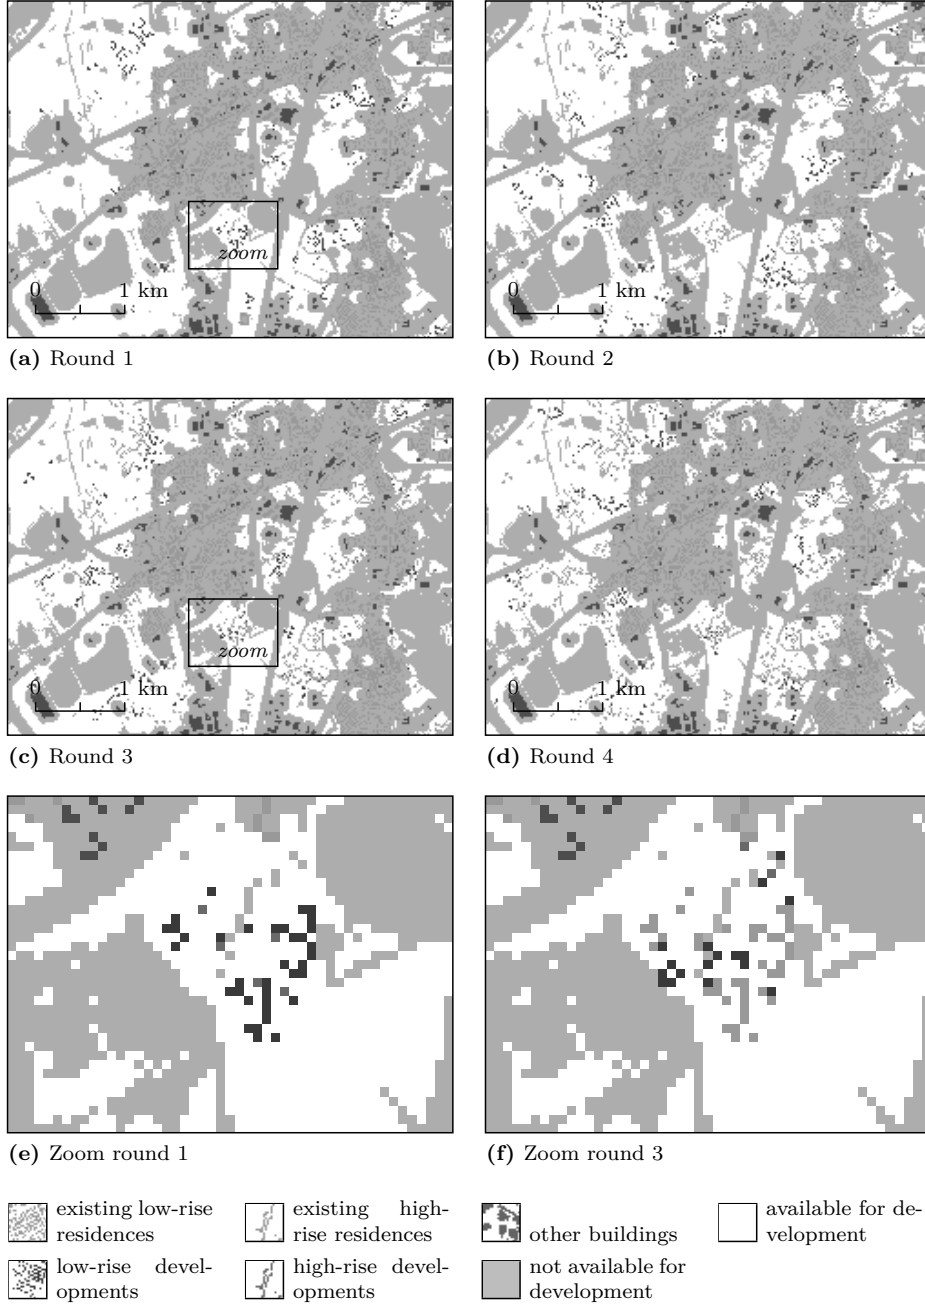 zoom
0 1 km
0 1 km
(a) Round 1
(b) Round 2
zoom
0 1 km
0 1 km
(c) Round 3
(d) Round 4
(e) Zoom round 1
(f) Zoom round 3
existing low-rise
residences
existing high-
rise residences
other buildings
available for de-
velopment
low-rise devel-
opments
high-rise devel-
opments
not available for
development